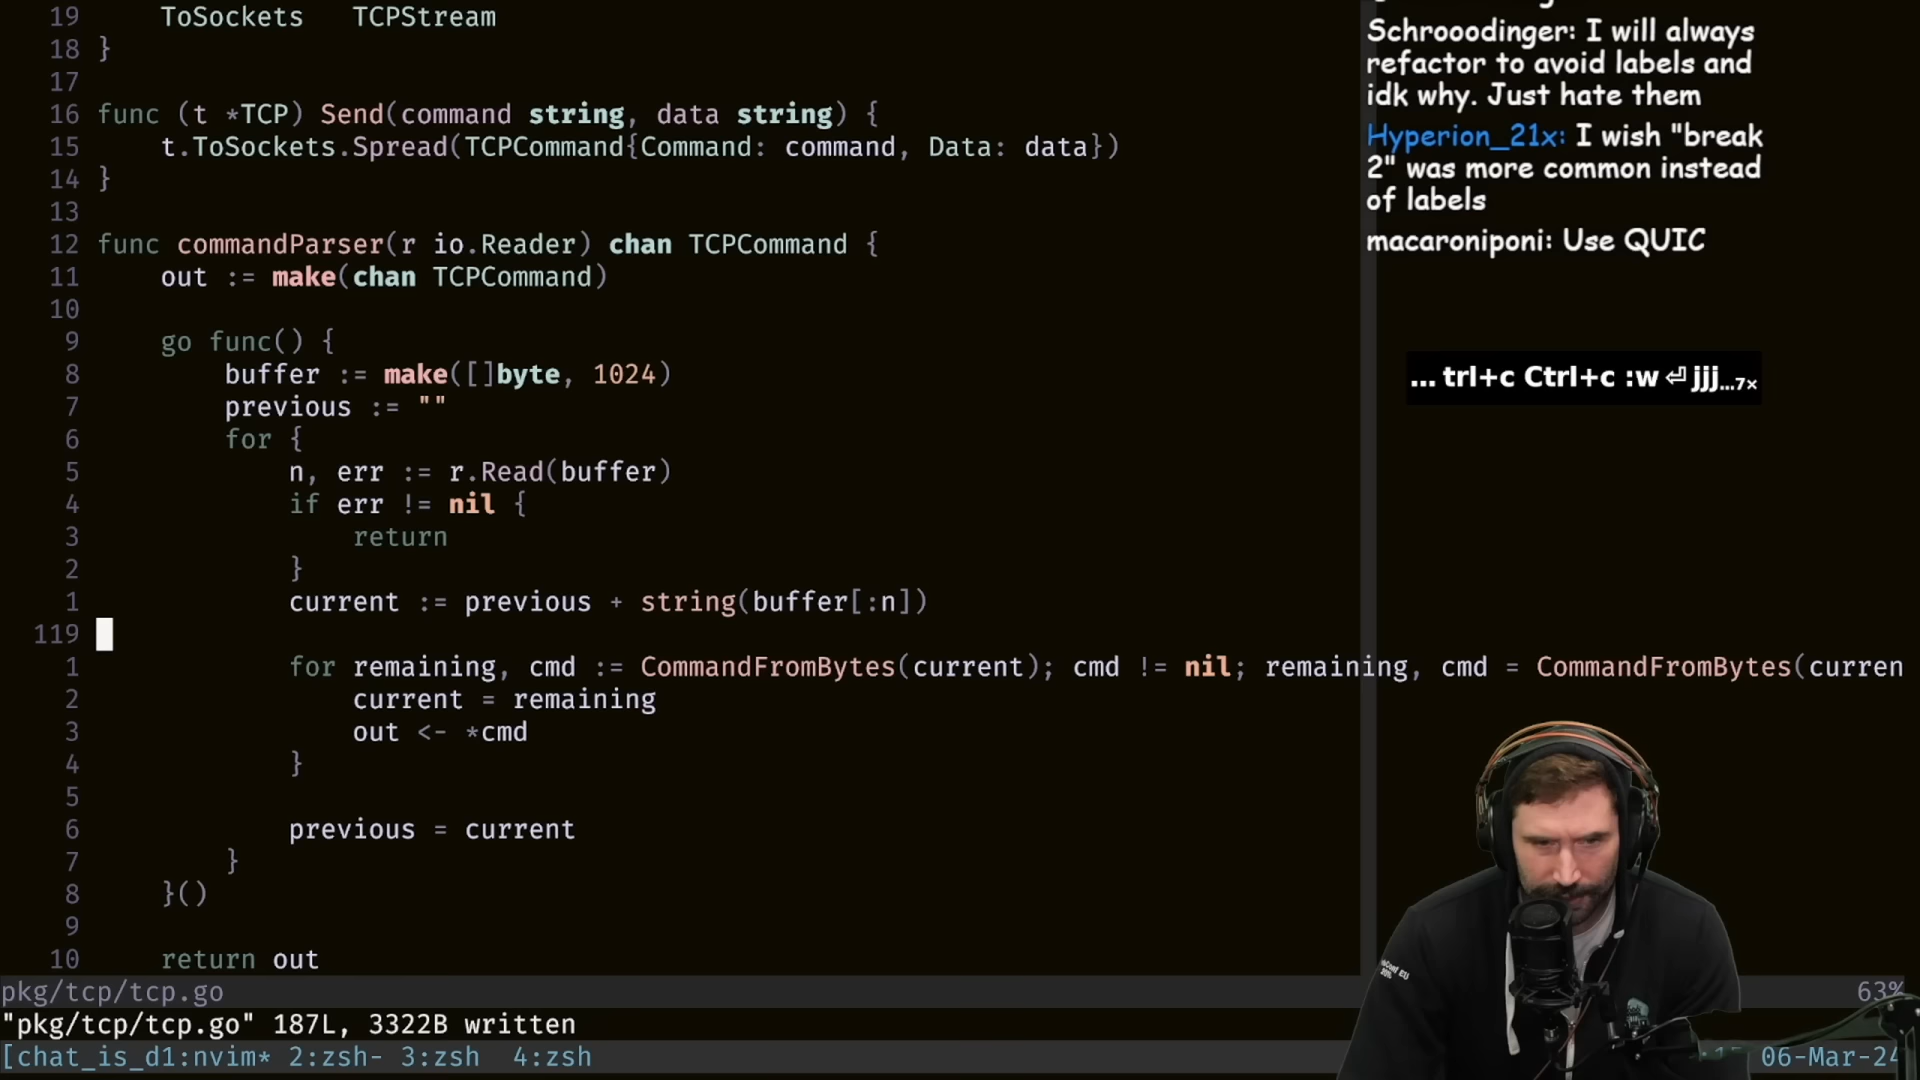 19 ToSockets TCPStream
18 }
17
16 func (t *TCP) Send(command string, data string) {
15 t.ToSockets.Spread(TCPCommand{Command: command, Data: data})
14 }
13
12 func commandParser(r io.Reader) chan TCPCommand {
11 out := make(chan TCPCommand)
10
9 go func() {
8 buffer := make([]byte, 1024)
7 previous := ""
6 for {
5 n, err := r.Read(buffer)
4 if err != nil {
3 return
2 }
1 current := previous + string(buffer[:n])
119
1 for remaining, cmd := CommandFromBytes(current); cmd != nil; remaining, cmd = CommandFromBytes(curren
2 current = remaining
3 out <- *cmd
4 }
5
6 previous = current
7 }
8 }()
9
10 return out
pkg/tcp/tcp.go 63%
"pkg/tcp/tcp.go" 187L, 3322B written
[chat_is_d1:nvim* 2:zsh- 3:zsh 4:zsh 06-Mar-24
Schrooodinger: I will always
refactor to avoid labels and
idk why. Just hate them
Hyperion_21x: I wish "break
2" was more common instead
of labels
macaroniponi: Use QUIC
... trl+c Ctrl+c :w ⏎ jjj...7×